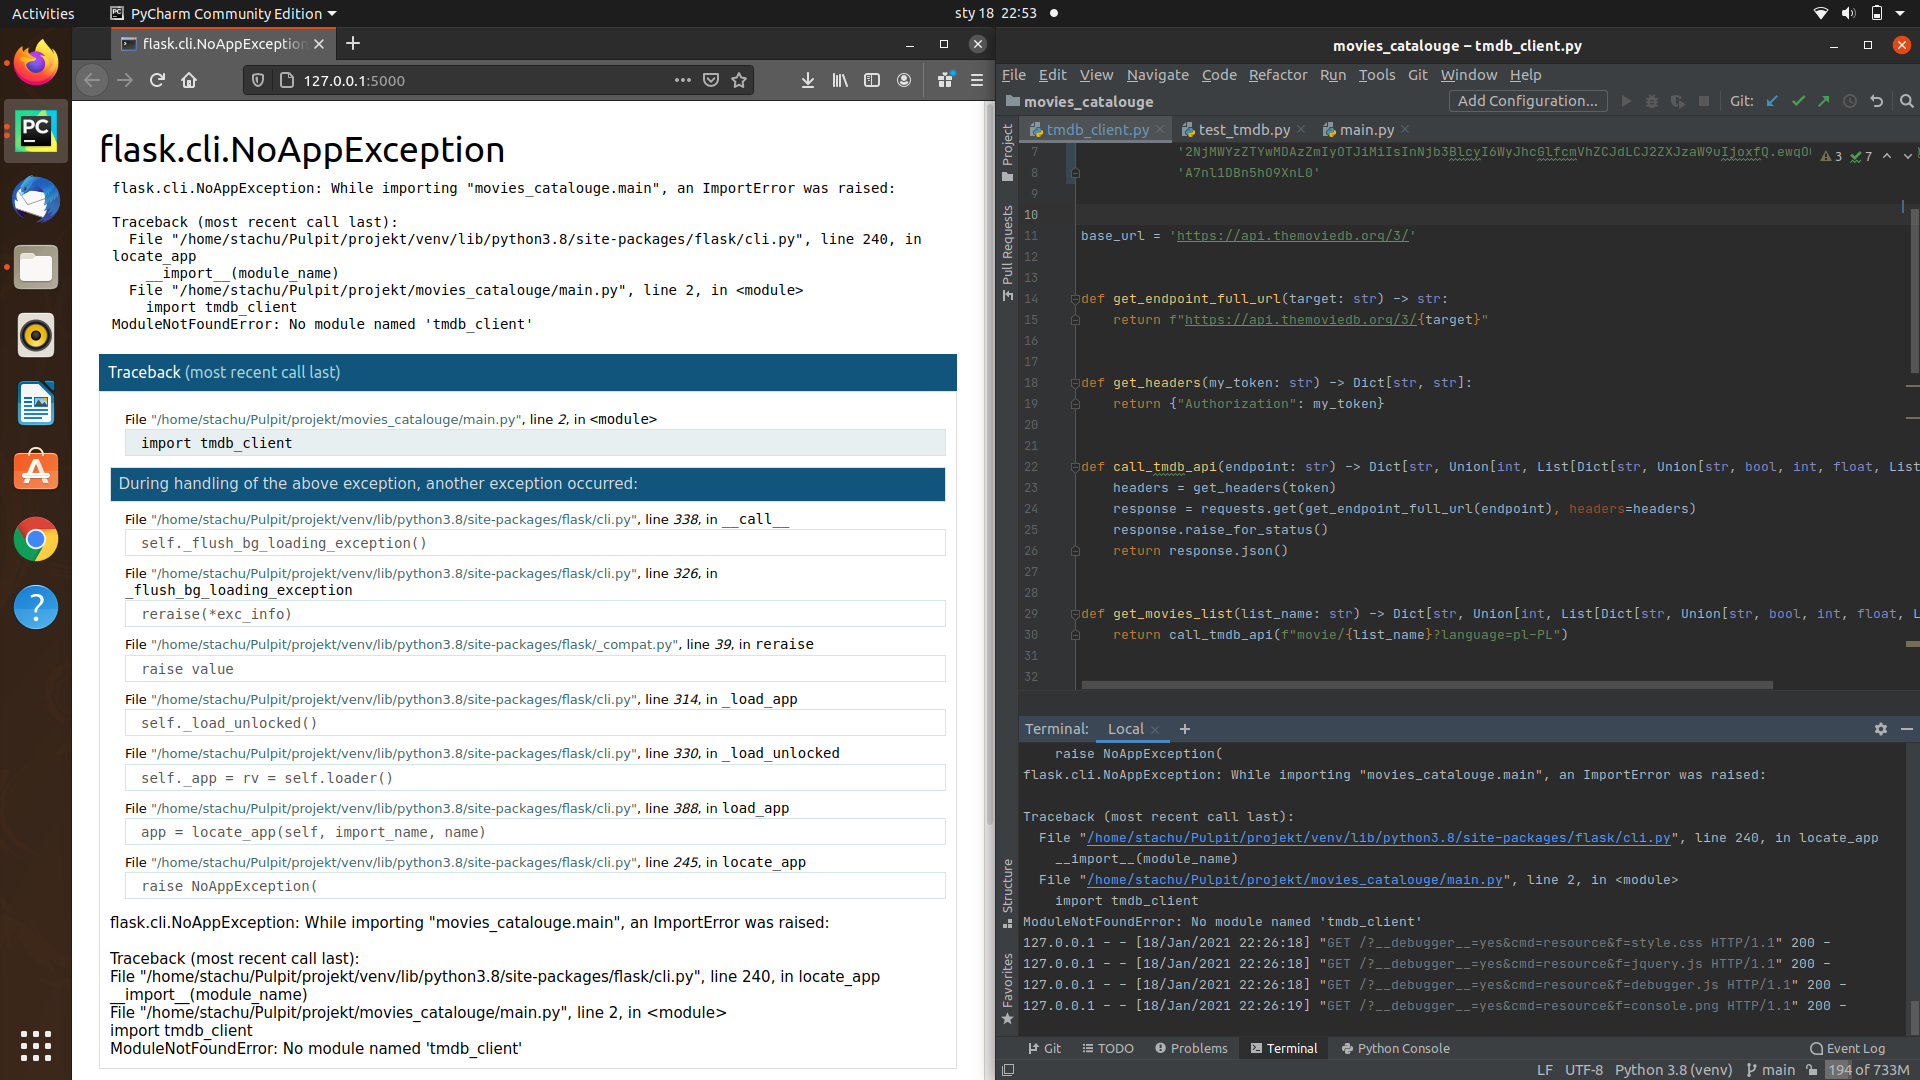 Activities
PyCharm Community Edition
sty 18 22:53
flask.cli.NoAppException
127.0.0.1:5000
flask.cli.NoAppException
flask.cli.NoAppException: While importing "movies_catalouge.main", an ImportError was raised:
Traceback (most recent call last):
File "/home/stachu/Pulpit/projekt/venv/lib/python3.8/site-packages/flask/cli.py", line 240, in
locate_app
__import__(module_name)
File "/home/stachu/Pulpit/projekt/movies_catalouge/main.py", line 2, in <module>
import tmdb_client
ModuleNotFoundError: No module named 'tmdb_client'
Traceback (most recent call last)
File "/home/stachu/Pulpit/projekt/movies_catalouge/main.py", line 2, in <module>
import tmdb_client
During handling of the above exception, another exception occurred:
File "/home/stachu/Pulpit/projekt/venv/lib/python3.8/site-packages/flask/cli.py", line 338, in __call__
self._flush_bg_loading_exception()
File "/home/stachu/Pulpit/projekt/venv/lib/python3.8/site-packages/flask/cli.py", line 326, in
_flush_bg_loading_exception
reraise(*exc_info)
File "/home/stachu/Pulpit/projekt/venv/lib/python3.8/site-packages/flask/_compat.py", line 39, in reraise
raise value
File "/home/stachu/Pulpit/projekt/venv/lib/python3.8/site-packages/flask/cli.py", line 314, in _load_app
self._load_unlocked()
File "/home/stachu/Pulpit/projekt/venv/lib/python3.8/site-packages/flask/cli.py", line 330, in _load_unlocked
self._app = rv = self.loader()
File "/home/stachu/Pulpit/projekt/venv/lib/python3.8/site-packages/flask/cli.py", line 388, in load_app
app = locate_app(self, import_name, name)
File "/home/stachu/Pulpit/projekt/venv/lib/python3.8/site-packages/flask/cli.py", line 245, in locate_app
raise NoAppException(
flask.cli.NoAppException: While importing "movies_catalouge.main", an ImportError was raised:
Traceback (most recent call last):
File "/home/stachu/Pulpit/projekt/venv/lib/python3.8/site-packages/flask/cli.py", line 240, in locate_app
__import__(module_name)
File "/home/stachu/Pulpit/projekt/movies_catalouge/main.py", line 2, in <module>
import tmdb_client
ModuleNotFoundError: No module named 'tmdb_client'
movies_catalouge – tmdb_client.py
File Edit View Navigate Code Refactor Run Tools Git Window Help
movies_catalouge
Add Configuration...
Git:
Project
Pull Requests
Structure
Favorites
tmdb_client.py
test_tmdb.py
main.py
3 7
7
8 'A7nl1DBn5hO9XnL0'
9
10
11 base_url = 'https://api.themoviedb.org/3/'
12
13
14 def get_endpoint_full_url(target: str) -> str:
15 return f"https://api.themoviedb.org/3/{target}"
16
17
18 def get_headers(my_token: str) -> Dict[str, str]:
19 return {"Authorization": my_token}
20
21
22 def call_tmdb_api(endpoint: str) -> Dict[str, Union[int, List[Dict[str, Union[str, bool, int, float, List
23 headers = get_headers(token)
24 response = requests.get(get_endpoint_full_url(endpoint), headers=headers)
25 response.raise_for_status()
26 return response.json()
27
28
29 def get_movies_list(list_name: str) -> Dict[str, Union[int, List[Dict[str, Union[str, bool, int, float, L
30 return call_tmdb_api(f"movie/{list_name}?language=pl-PL")
31
32
Terminal: Local
raise NoAppException(
flask.cli.NoAppException: While importing "movies_catalouge.main", an ImportError was raised:
Traceback (most recent call last):
File "/home/stachu/Pulpit/projekt/venv/lib/python3.8/site-packages/flask/cli.py", line 240, in locate_app
__import__(module_name)
File "/home/stachu/Pulpit/projekt/movies_catalouge/main.py", line 2, in <module>
import tmdb_client
ModuleNotFoundError: No module named 'tmdb_client'
127.0.0.1 - - [18/Jan/2021 22:26:18] "GET /?__debugger__=yes&cmd=resource&f=style.css HTTP/1.1" 200 -
127.0.0.1 - - [18/Jan/2021 22:26:18] "GET /?__debugger__=yes&cmd=resource&f=jquery.js HTTP/1.1" 200 -
127.0.0.1 - - [18/Jan/2021 22:26:18] "GET /?__debugger__=yes&cmd=resource&f=debugger.js HTTP/1.1" 200 -
127.0.0.1 - - [18/Jan/2021 22:26:19] "GET /?__debugger__=yes&cmd=resource&f=console.png HTTP/1.1" 200 -
Git
TODO
Problems
Terminal
Python Console
Event Log
LF UTF-8 Python 3.8 (venv) main 194 of 733M